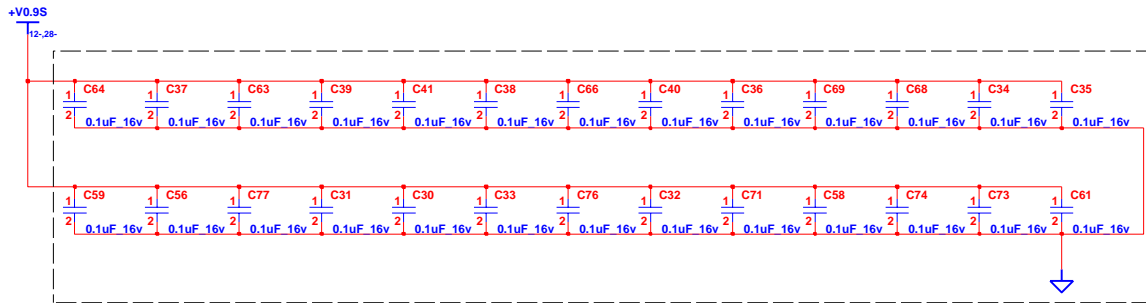 +V0.9S
12-,28-
1 C64 1 C37 1 C63 1 C39 1 C41 1 C38 1 C66 1 C40 1 C36 1 C69 1 C68 1 C34 1 C35
2 0.1uF_16v 2 0.1uF_16v 2 0.1uF_16v 2 0.1uF_16v 2 0.1uF_16v 2 0.1uF_16v 2 0.1uF_16v 2 0.1uF_16v 2 0.1uF_16v 2 0.1uF_16v 2 0.1uF_16v 2 0.1uF_16v 2 0.1uF_16v
1 C59 1 C56 1 C77 1 C31 1 C30 1 C33 1 C76 1 C32 1 C71 1 C58 1 C74 1 C73 1 C61
2 0.1uF_16v 2 0.1uF_16v 2 0.1uF_16v 2 0.1uF_16v 2 0.1uF_16v 2 0.1uF_16v 2 0.1uF_16v 2 0.1uF_16v 2 0.1uF_16v 2 0.1uF_16v 2 0.1uF_16v 2 0.1uF_16v 2 0.1uF_16v